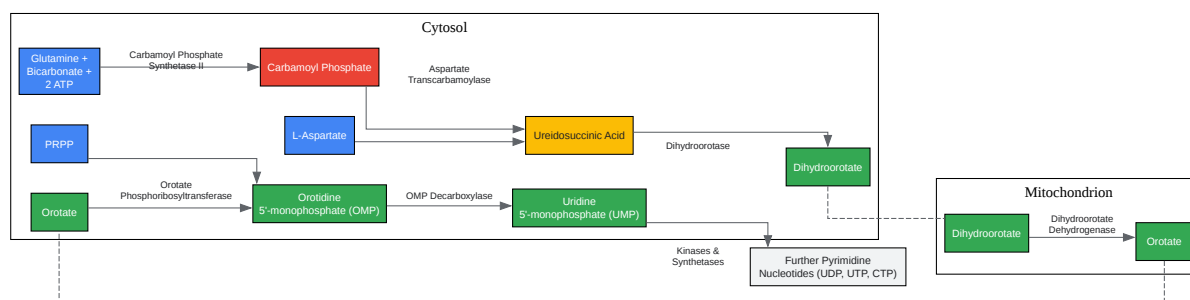 Cytosol
Glutamine +
Bicarbonate +
2 ATP
Carbamoyl Phosphate
Synthetase II
Carbamoyl Phosphate
Aspartate
Transcarbamoylase
PRPP
L-Aspartate
Ureidosuccinic Acid
Dihydroorotase
Dihydroorotate
Orotate
Orotate
Phosphoribosyltransferase
Orotidine
5'-monophosphate (OMP)
OMP Decarboxylase
Uridine
5'-monophosphate (UMP)
Kinases &
Synthetases
Further Pyrimidine
Nucleotides (UDP, UTP, CTP)
Mitochondrion
Dihydroorotate
Dihydroorotate
Dehydrogenase
Orotate